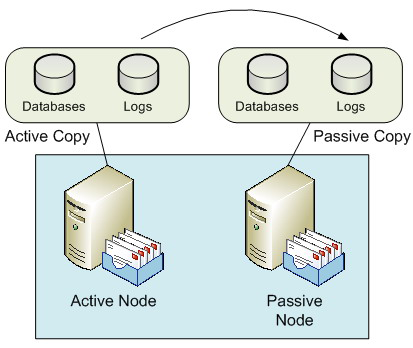 Databases
Logs
Databases
Logs
Active Copy
Passive Copy
Active Node
Passive
Node